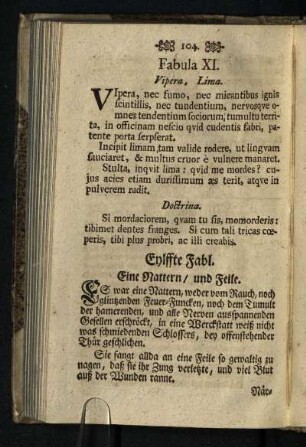 104.
Fabula XI.
Vipera, Lima.
VIpera, nec fumo, nec micantibus ignis
scintillis, nec tundentium, nervosqve o-
mnes tendentium sociorum, tumultu terri-
ta, in officinam nescio qvid cudentis fabri, pa-
tente porta serpserat.
Incipit limam tam valide rodere, ut lingvam
sauciaret, & multus cruor è vulnere manaret.
Stulta, inqvit lima: qvid me mordes? cu-
jus acies etiam durissimum æs terit, atqve in
pulverem radit.
Doctrina.
Si mordaciorem, qvam tu sis, momorderis:
tibimet dentes franges. Si cum tali tricas cœ-
peris, tibi plus probri, ac illi creabis.
Eylffte Fabl.
Eine Nattern / und Feile.
ES war eine Nattern, weder vom Rauch, noch
glintzenden Feuer-Funcken, noch dem Tumult
der hamerenden, und alle Nerven ausspannenden
Gesellen erschröckt, in eine Werckstatt weiß nicht
was schmiedenden Schlossers, bey offenstehender
Thür geschlichen.
Sie fangt allda an eine Feile so gewaltig zu
nagen, daß sie ihr Zung verletzte, und viel Blut
auß der Wunden ranne.
När-